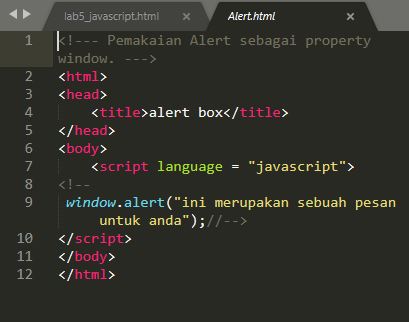 lab5_javascript.html × Alert.html ×
1 <!--- Pemakaian Alert sebagai property
window. --->
2 <html>
3 <head>
4 <title>alert box</title>
5 </head>
6 <body>
7 <script language = "javascript">
8 <!--
9 window.alert("ini merupakan sebuah pesan
untuk anda");//-->
10 </script>
11 </body>
12 </html>